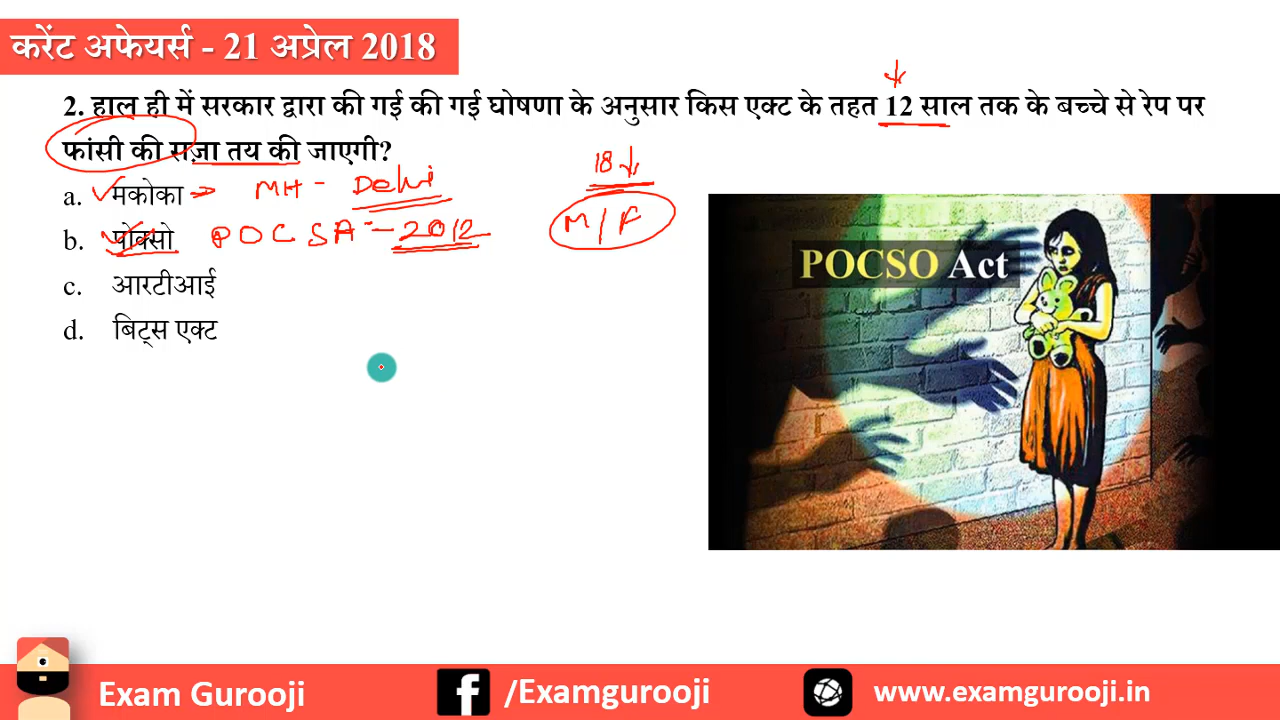 करेंट अफेयर्स - 21 अप्रेल 2018
2. हाल ही में सरकार द्वारा की गई की गई घोषणा के अनुसार किस एक्ट के तहत 12 साल तक के बच्चे से रेप पर
फांसी की सज़ा तय की जाएगी?
18
a. मकोका MH - Delhi
b. पोक्सो POCSA - 2012 M/F
c. आरटीआई
d. बिट्स एक्ट
POCSO Act
Exam Gurooji /Examgurooji www.examgurooji.in